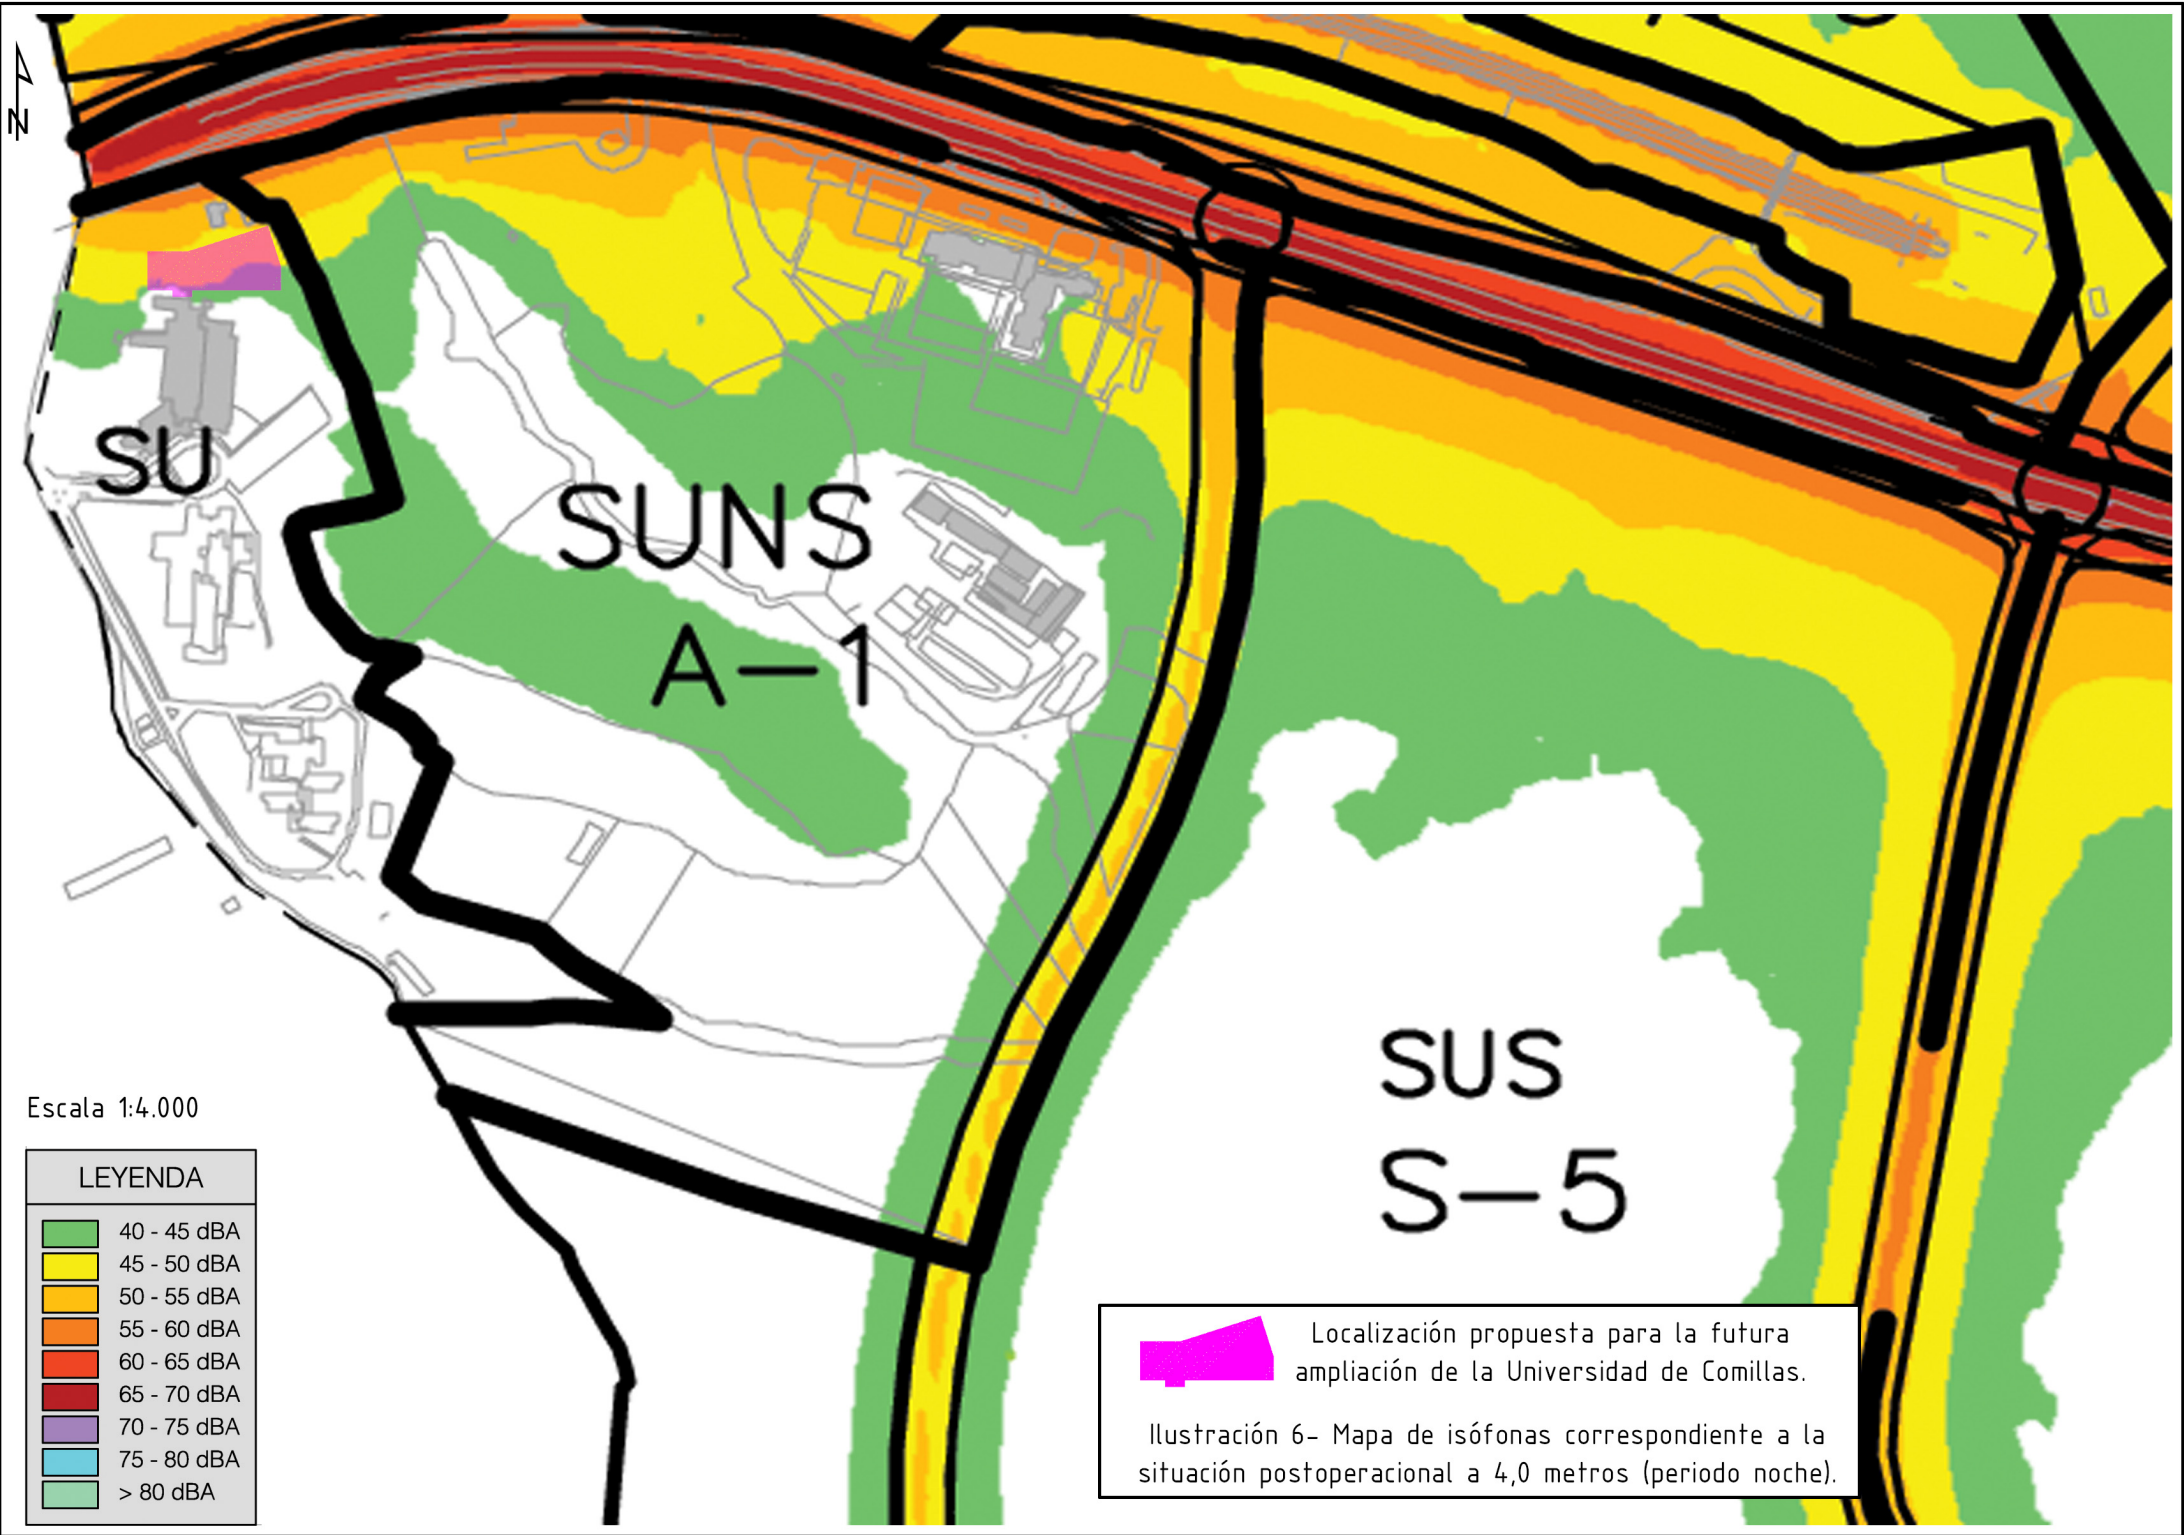 N
SU
SUNS
A-1
SUS
S-5
Escala 1:4.000
LEYENDA
40 - 45 dBA
45 - 50 dBA
50 - 55 dBA
55 - 60 dBA
60 - 65 dBA
65 - 70 dBA
70 - 75 dBA
75 - 80 dBA
> 80 dBA
Localización propuesta para la futura
ampliación de la Universidad de Comillas.
Ilustración 6- Mapa de isófonas correspondiente a la
situación postoperacional a 4,0 metros (periodo noche).